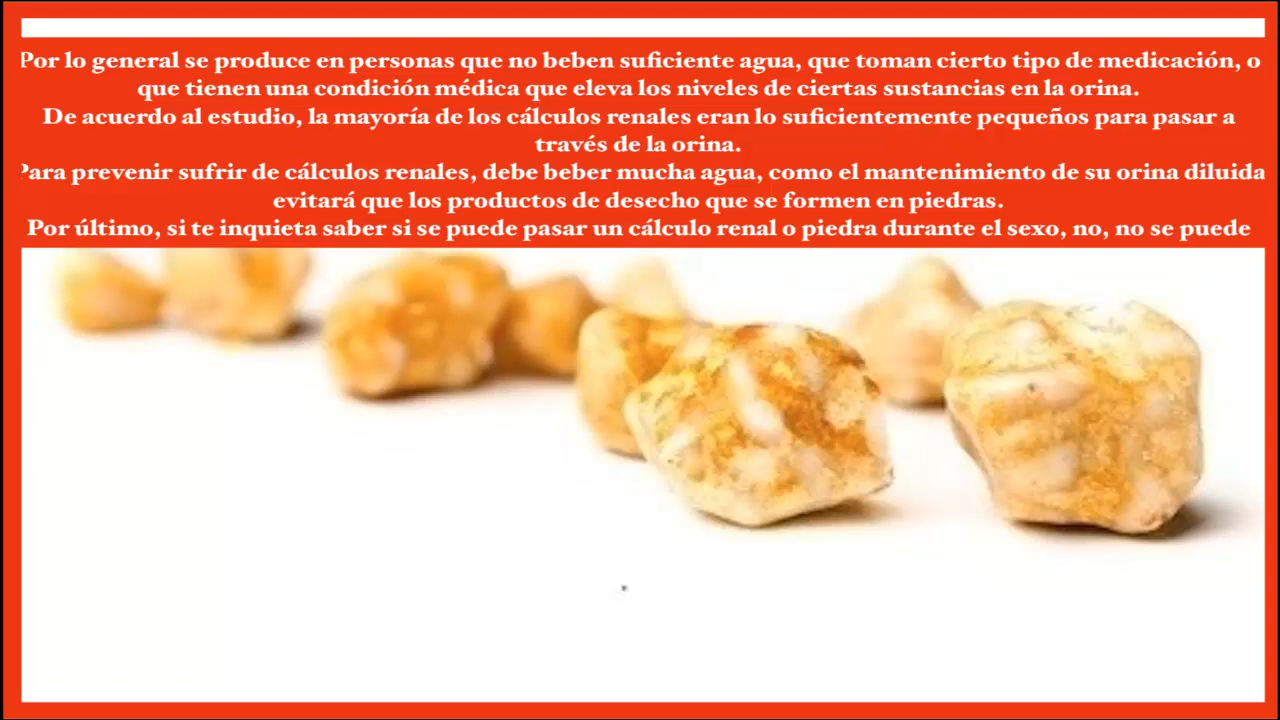 Por lo general se produce en personas que no beben suficiente agua, que toman cierto tipo de medicación, o
que tienen una condición médica que eleva los niveles de ciertas sustancias en la orina.
De acuerdo al estudio, la mayoría de los cálculos renales eran lo suficientemente pequeños para pasar a
través de la orina.
Para prevenir sufrir de cálculos renales, debe beber mucha agua, como el mantenimiento de su orina diluida
evitará que los productos de desecho que se formen en piedras.
Por último, si te inquieta saber si se puede pasar un cálculo renal o piedra durante el sexo, no, no se puede